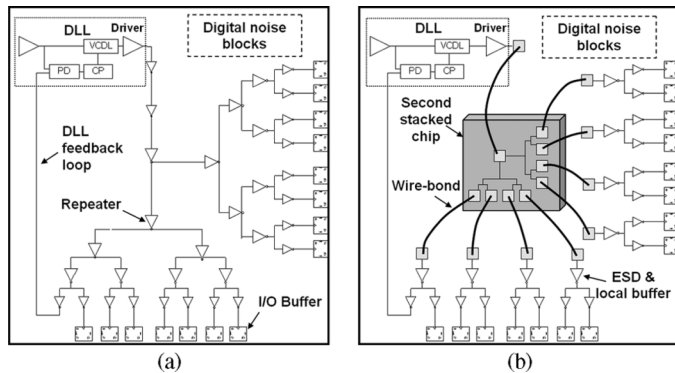 DLL
Driver
VCDL
PD
CP
Digital noise
blocks
DLL
feedback
loop
Repeater
I/O Buffer
(a)
DLL
Driver
VCDL
PD
CP
Digital noise
blocks
Second
stacked
chip
Wire-bond
ESD &
local buffer
(b)